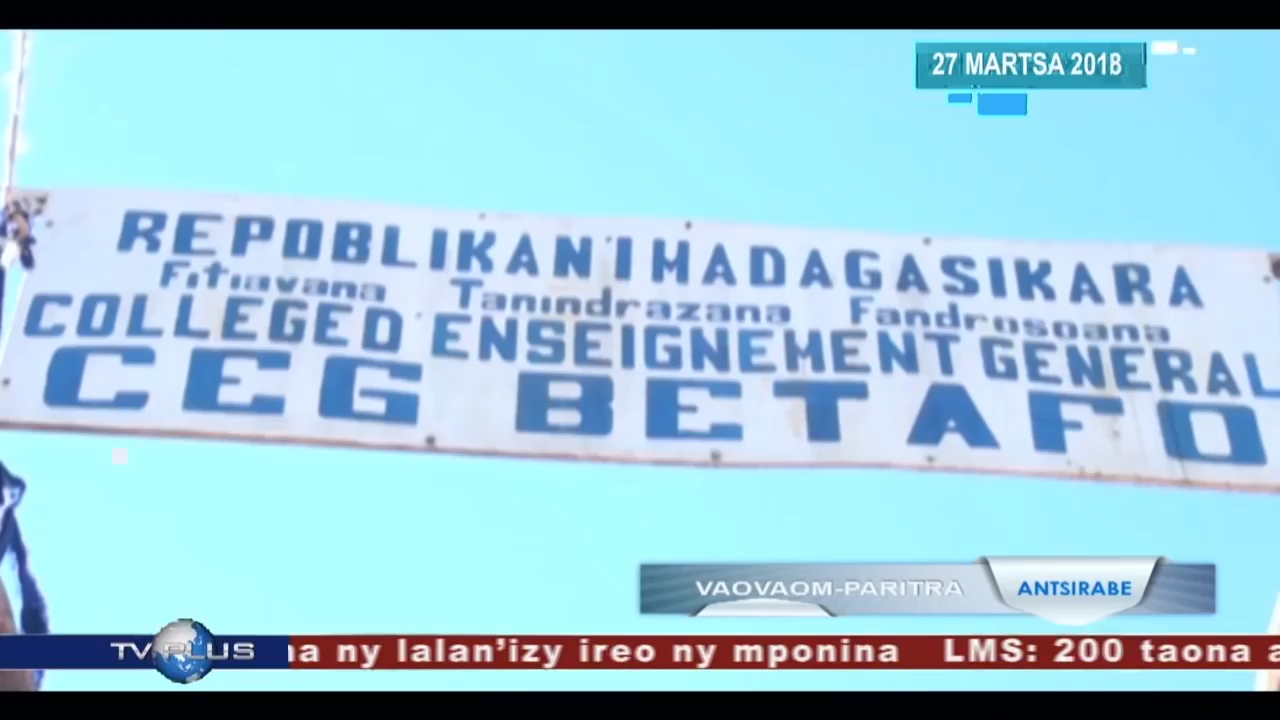 27 MARTSA 2018
REPOBLIKAN'I MADAGASIKARA
Fitiavana Tanindrazana Fandrosoana
COLLEGED ENSEIGNEMENT GENERAL
CEG BETAFO
VAOVAOM-PARITRA ANTSIRABE
TV PLUS
na ny lalan'izy ireo ny mponina LMS: 200 taona a